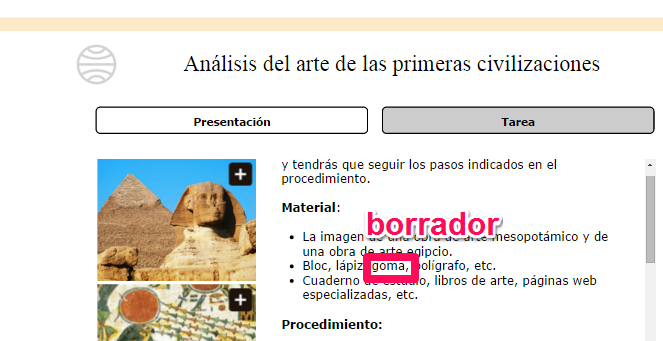 Análisis del arte de las primeras civilizaciones
Presentación
Tarea
y tendrás que seguir los pasos indicados en el
procedimiento.
Material:
borrador
La imagen de una obra de arte mesopotámico y de
una obra de arte egipcio.
Bloc, lápiz, goma, bolígrafo, etc.
Cuaderno de estudio, libros de arte, páginas web
especializadas, etc.
Procedimiento: